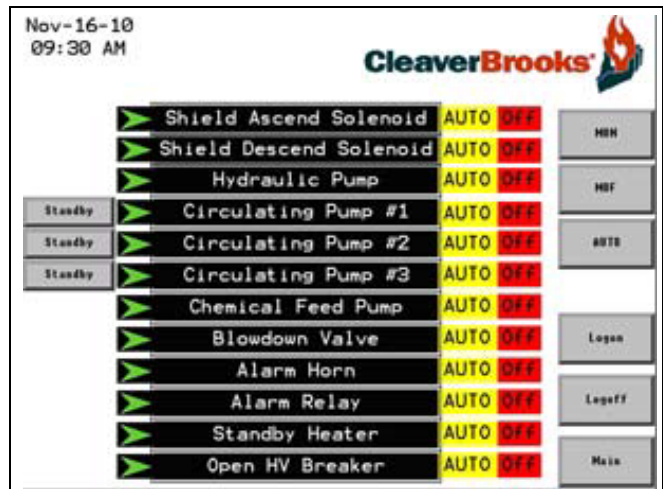 Nov-16-10
09:30 AM
CleaverBrooks
Shield Ascend Solenoid AUTO OFF
Shield Descend Solenoid AUTO OFF
Hydraulic Pump AUTO OFF
Standby Circulating Pump #1 AUTO OFF
Standby Circulating Pump #2 AUTO OFF
Standby Circulating Pump #3 AUTO OFF
Chemical Feed Pump AUTO OFF
Blowdown Valve AUTO OFF
Alarm Horn AUTO OFF
Alarm Relay AUTO OFF
Standby Heater AUTO OFF
Open HV Breaker AUTO OFF
AUTO
Logon
Logoff
Main